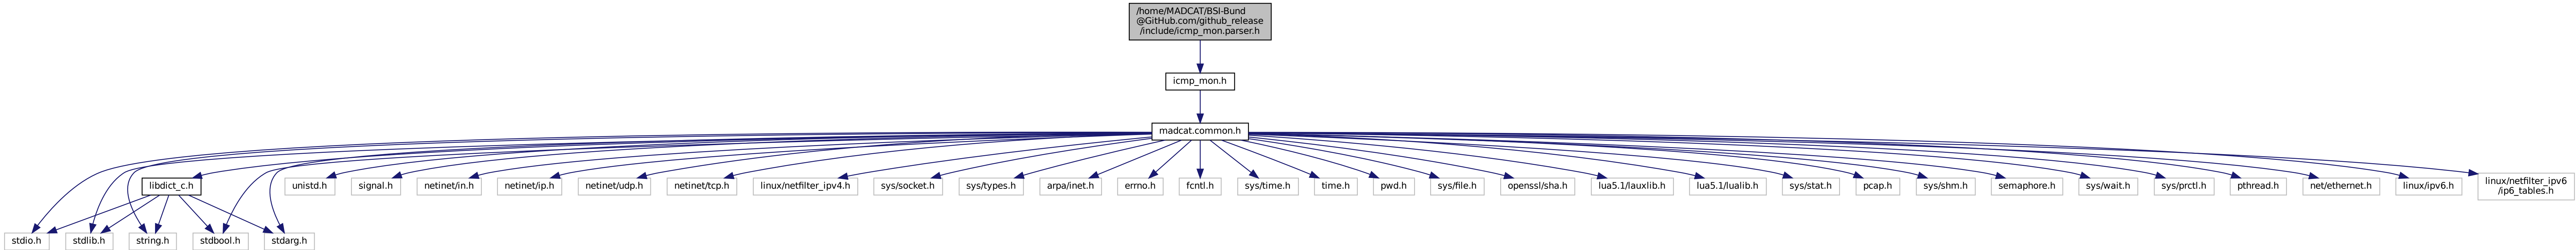 /home/MADCAT/BSI-Bund
@GitHub.com/github_release
/include/icmp_mon.parser.h
icmp_mon.h
madcat.common.h
libdict_c.h
unistd.h
signal.h
netinet/in.h
netinet/ip.h
netinet/udp.h
netinet/tcp.h
linux/netfilter_ipv4.h
sys/socket.h
sys/types.h
arpa/inet.h
errno.h
fcntl.h
sys/time.h
time.h
pwd.h
sys/file.h
openssl/sha.h
lua5.1/lauxlib.h
lua5.1/lualib.h
sys/stat.h
pcap.h
sys/shm.h
semaphore.h
sys/wait.h
sys/prctl.h
pthread.h
net/ethernet.h
linux/ipv6.h
linux/netfilter_ipv6
/ip6_tables.h
stdio.h
stdlib.h
string.h
stdbool.h
stdarg.h